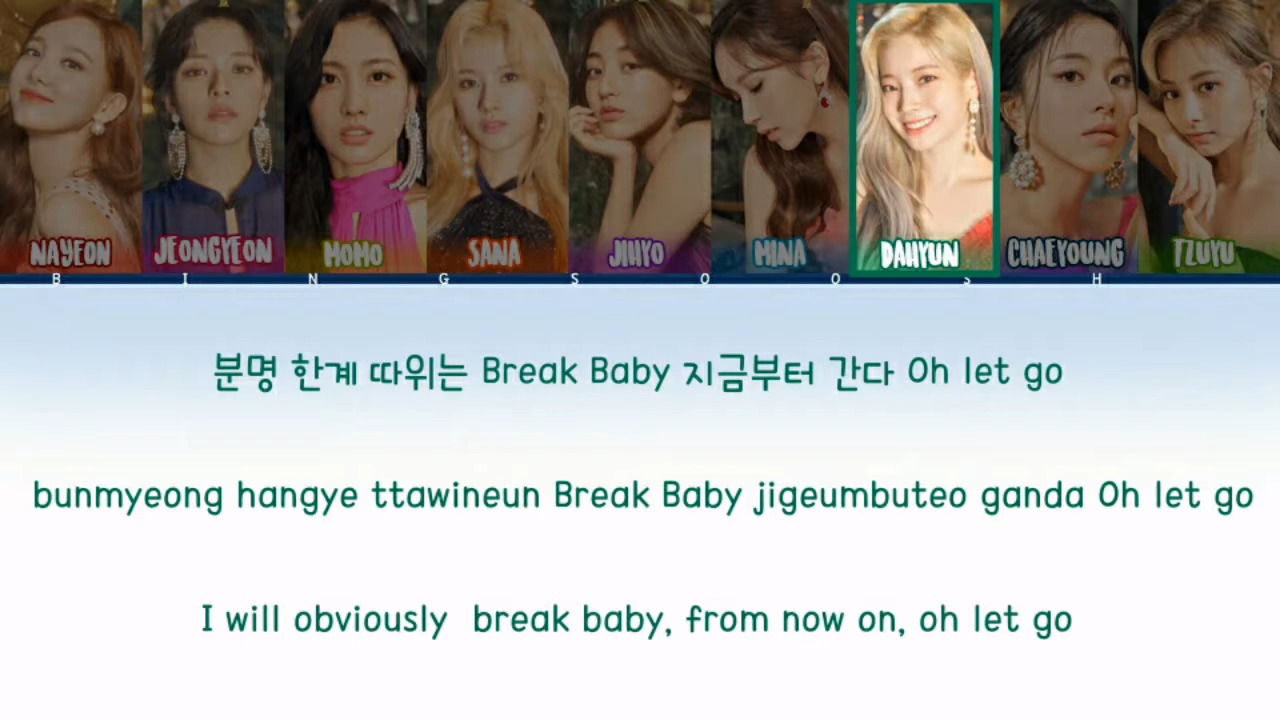 NAYEON JEONGYEON MOMO SANA JIHYO MINA DAHYUN CHAEYOUNG TZUYU
B I N G S O O S H
분명 한계 따위는 Break Baby 지금부터 간다 Oh let go
bunmyeong hangye ttawineun Break Baby jigeumbuteo ganda Oh let go
I will obviously break baby, from now on, oh let go